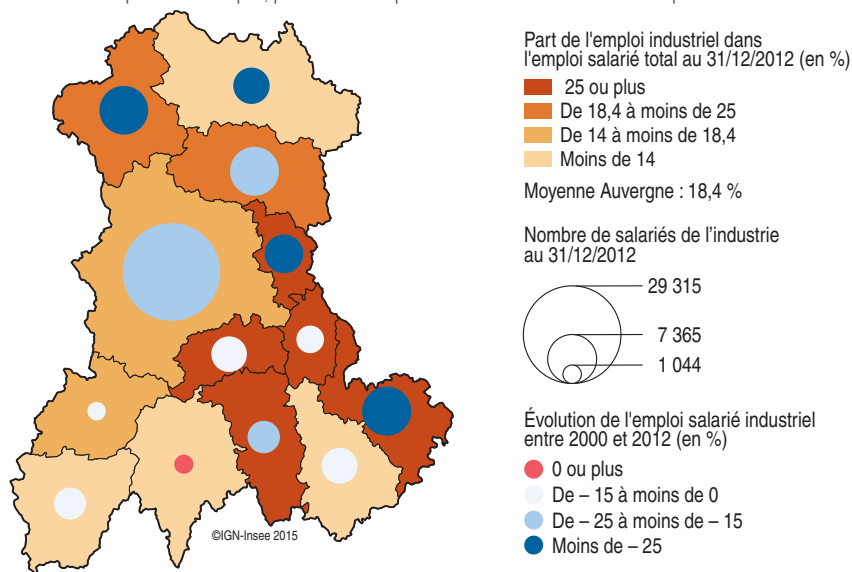 Part de l'emploi industriel dans
l'emploi salarié total au 31/12/2012 (en %)
25 ou plus
De 18,4 à moins de 25
De 14 à moins de 18,4
Moins de 14
Moyenne Auvergne : 18,4 %
Nombre de salariés de l’industrie
au 31/12/2012
29 315
7 365
1 044
Évolution de l'emploi salarié industriel
entre 2000 et 2012 (en %)
0 ou plus
De – 15 à moins de 0
De – 25 à moins de – 15
Moins de – 25
©IGN-Insee 2015